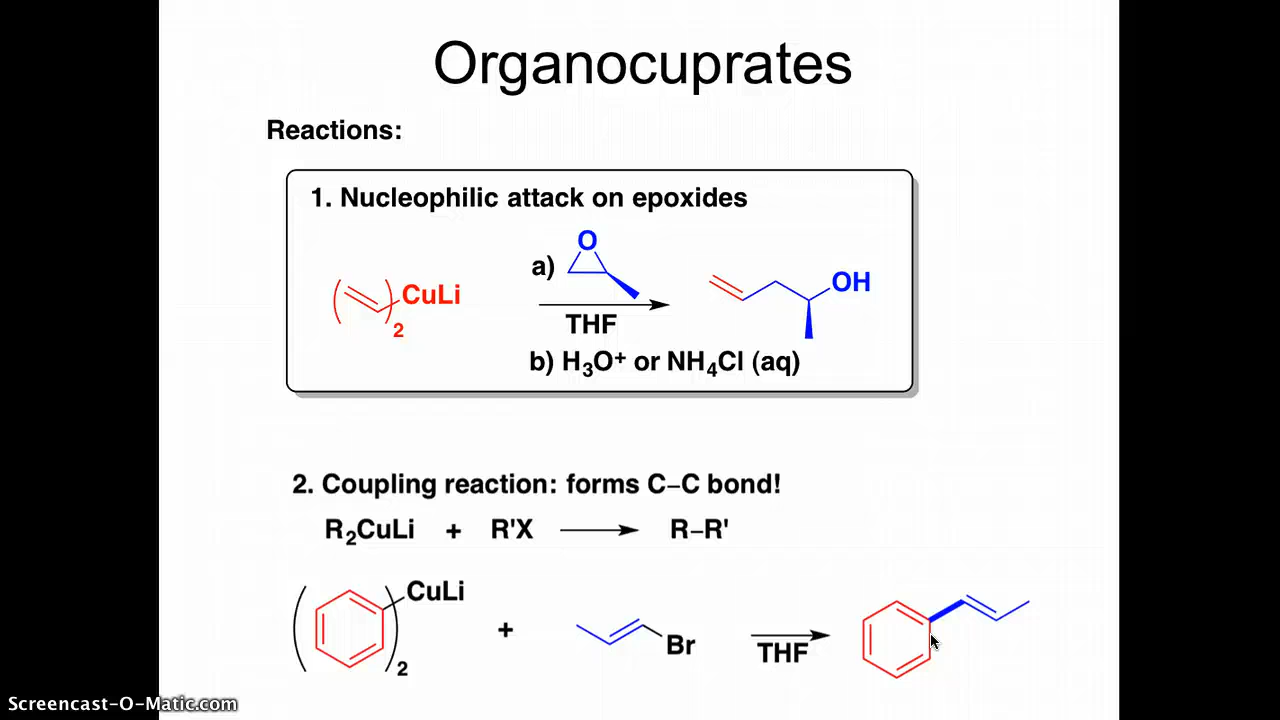 Organocuprates
Reactions:
1. Nucleophilic attack on epoxides
O
a)
OH
( )2 CuLi
THF
b) H3O+ or NH4Cl (aq)
2. Coupling reaction: forms C–C bond!
R2CuLi + R'X R–R'
( )2 CuLi + Br
THF
Screencast-O-Matic.com